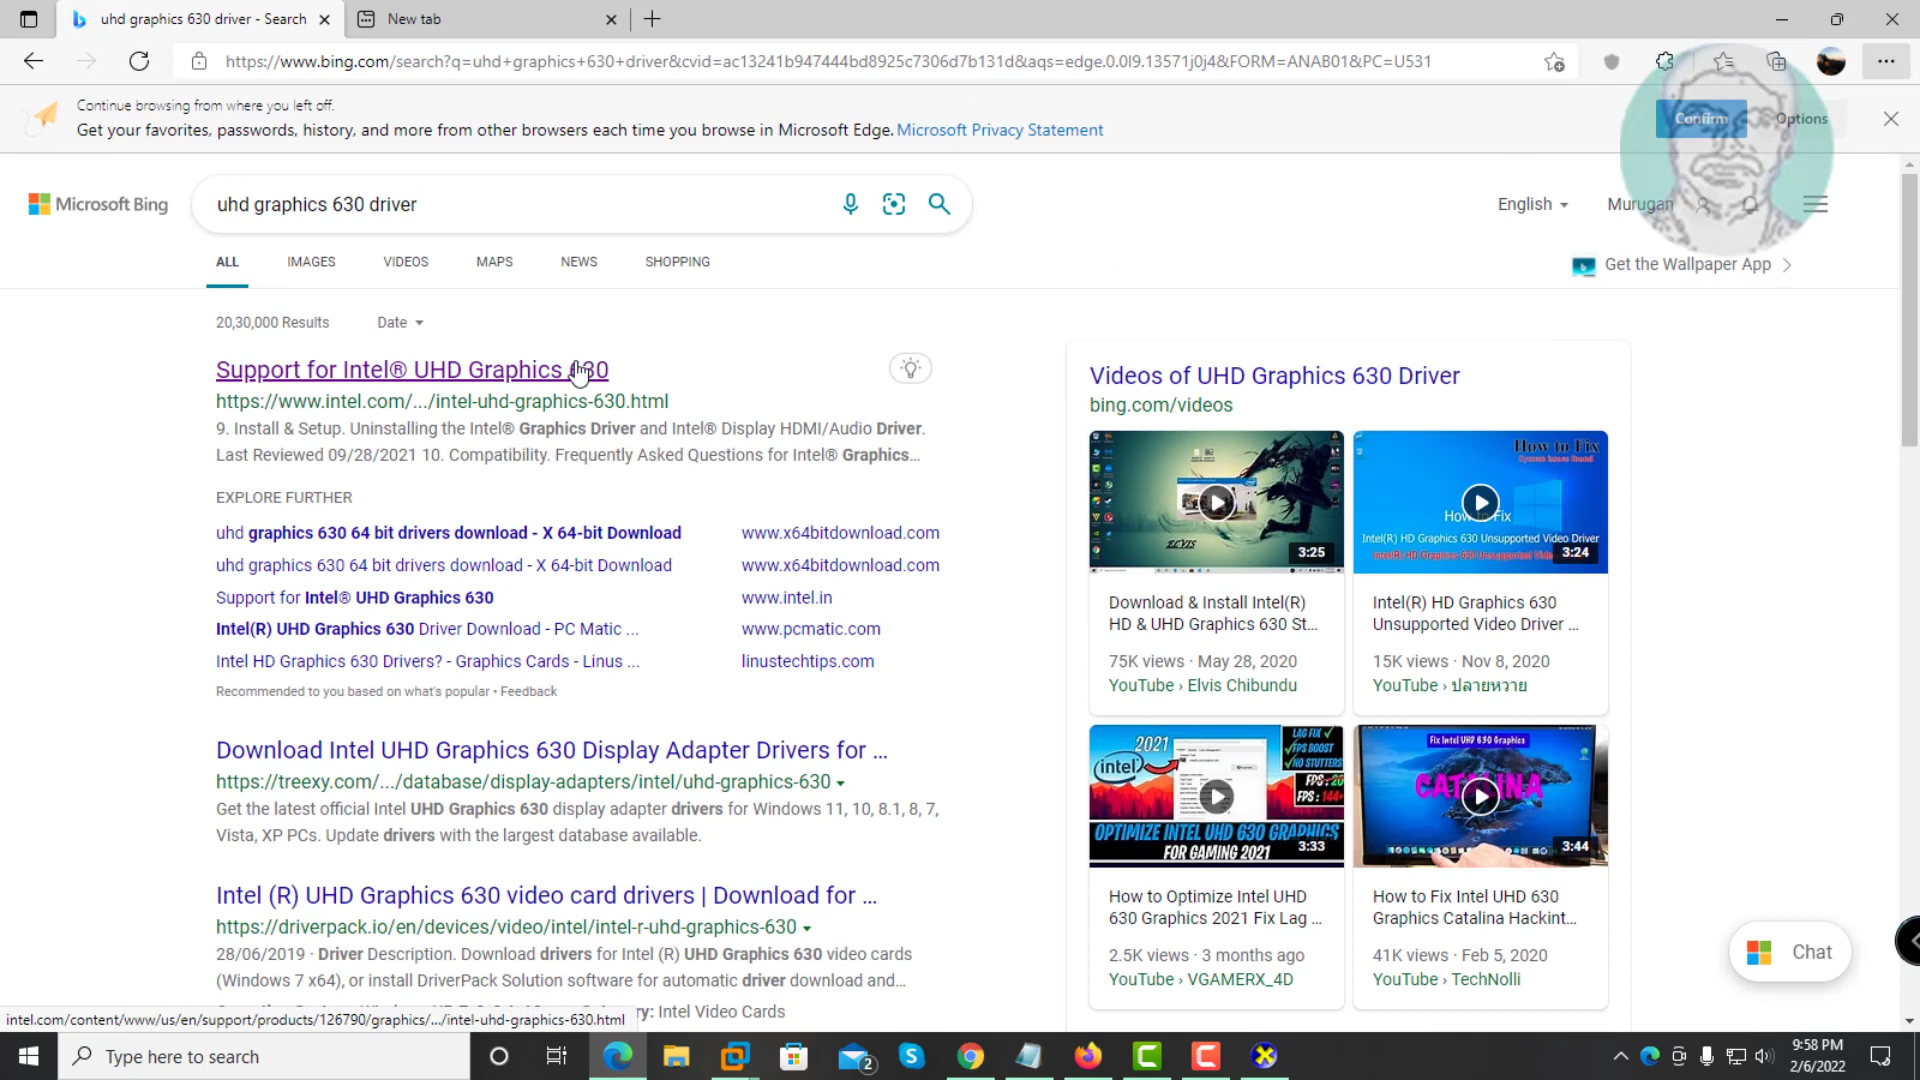 uhd graphics 630 driver - Search
New tab
https://www.bing.com/search?q=uhd+graphics+630+driver&cvid=ac13241b947444bd8925c7306d7b131d&aqs=edge.0.0l9.13571j0j4&FORM=ANAB01&PC=U531
Continue browsing from where you left off.
Get your favorites, passwords, history, and more from other browsers each time you browse in Microsoft Edge. Microsoft Privacy Statement
Confirm
Options
Microsoft Bing
uhd graphics 630 driver
English
Murugan
ALL
IMAGES
VIDEOS
MAPS
NEWS
SHOPPING
Get the Wallpaper App
20,30,000 Results
Date
Support for Intel® UHD Graphics 630
https://www.intel.com/.../intel-uhd-graphics-630.html
9. Install & Setup. Uninstalling the Intel® Graphics Driver and Intel® Display HDMI/Audio Driver.
Last Reviewed 09/28/2021 10. Compatibility. Frequently Asked Questions for Intel® Graphics...
EXPLORE FURTHER
uhd graphics 630 64 bit drivers download - X 64-bit Download
www.x64bitdownload.com
uhd graphics 630 64 bit drivers download - X 64-bit Download
www.x64bitdownload.com
Support for Intel® UHD Graphics 630
www.intel.in
Intel(R) UHD Graphics 630 Driver Download - PC Matic ...
www.pcmatic.com
Intel HD Graphics 630 Drivers? - Graphics Cards - Linus ...
linustechtips.com
Recommended to you based on what's popular • Feedback
Download Intel UHD Graphics 630 Display Adapter Drivers for ...
https://treexy.com/.../database/display-adapters/intel/uhd-graphics-630
Get the latest official Intel UHD Graphics 630 display adapter drivers for Windows 11, 10, 8.1, 8, 7,
Vista, XP PCs. Update drivers with the largest database available.
Intel (R) UHD Graphics 630 video card drivers | Download for ...
https://driverpack.io/en/devices/video/intel/intel-r-uhd-graphics-630
28/06/2019 · Driver Description. Download drivers for Intel (R) UHD Graphics 630 video cards
(Windows 7 x64), or install DriverPack Solution software for automatic driver download and...
ry: Intel Video Cards
intel.com/content/www/us/en/support/products/126790/graphics/.../intel-uhd-graphics-630.html
Videos of UHD Graphics 630 Driver
bing.com/videos
ELVIS
3:25
How to Fix
How to Fix
Intel(R) HD Graphics 630 Unsupported Video Driver
3:24
Download & Install Intel(R)
HD & UHD Graphics 630 St...
75K views · May 28, 2020
YouTube › Elvis Chibundu
Intel(R) HD Graphics 630
Unsupported Video Driver ...
15K views · Nov 8, 2020
YouTube › ปลายหวาย
2021
intel
LAG FIX
FPS BOOST
NO STUTTERS
FPS: 20
FPS: 144+
OPTIMIZE INTEL UHD 630 GRAPHICS
FOR GAMING 2021
3:33
Fix Intel UHD 630 Graphics
CATALINA
3:44
How to Optimize Intel UHD
630 Graphics 2021 Fix Lag ...
2.5K views · 3 months ago
YouTube › VGAMERX_4D
How to Fix Intel UHD 630
Graphics Catalina Hackint...
41K views · Feb 5, 2020
YouTube › TechNolli
Chat
Type here to search
2
9:58 PM
2/6/2022